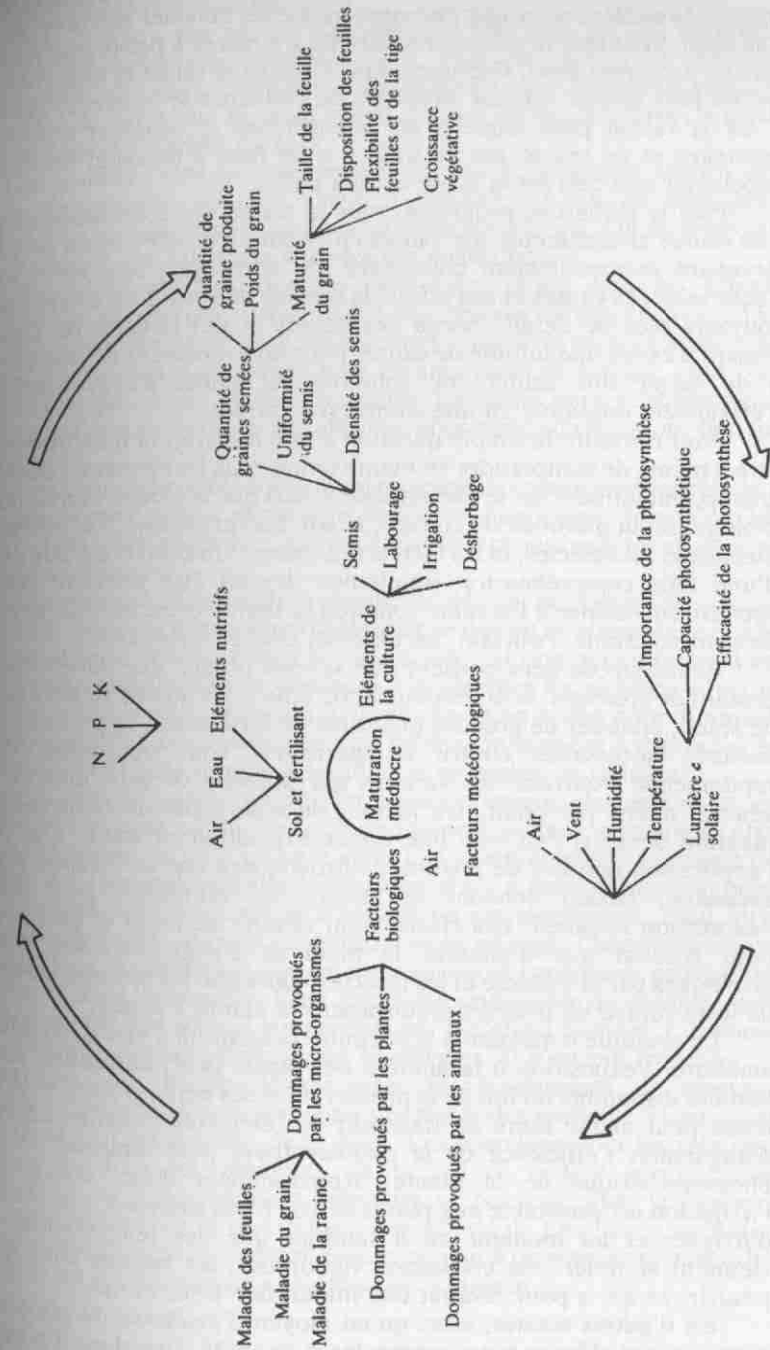 N P K
Air
Eau
Eléments nutritifs
Sol et fertilisant
Maturation
médiocre
Eléments de
la culture
Semis
Labourage
Irrigation
Désherbage
Quantité de
graines semées
Uniformité
du semis
Densité des semis
Quantité de
graine produite
Poids du grain
Maturité
du grain
Taille de la feuille
Disposition des feuilles
Flexibilité des
feuilles et de la tige
Croissance
végétative
Facteurs
biologiques
Dommages provoqués
par les micro-organismes
Maladie des feuilles
Maladie du grain
Maladie de la racine
Dommages provoqués par les plantes
Dommages provoqués par les animaux
Air
Facteurs météorologiques
Air
Vent
Humidité
Température
Lumière
solaire
Importance de la photosynthèse
Capacité photosynthétique
Efficacité de la photosynthèse